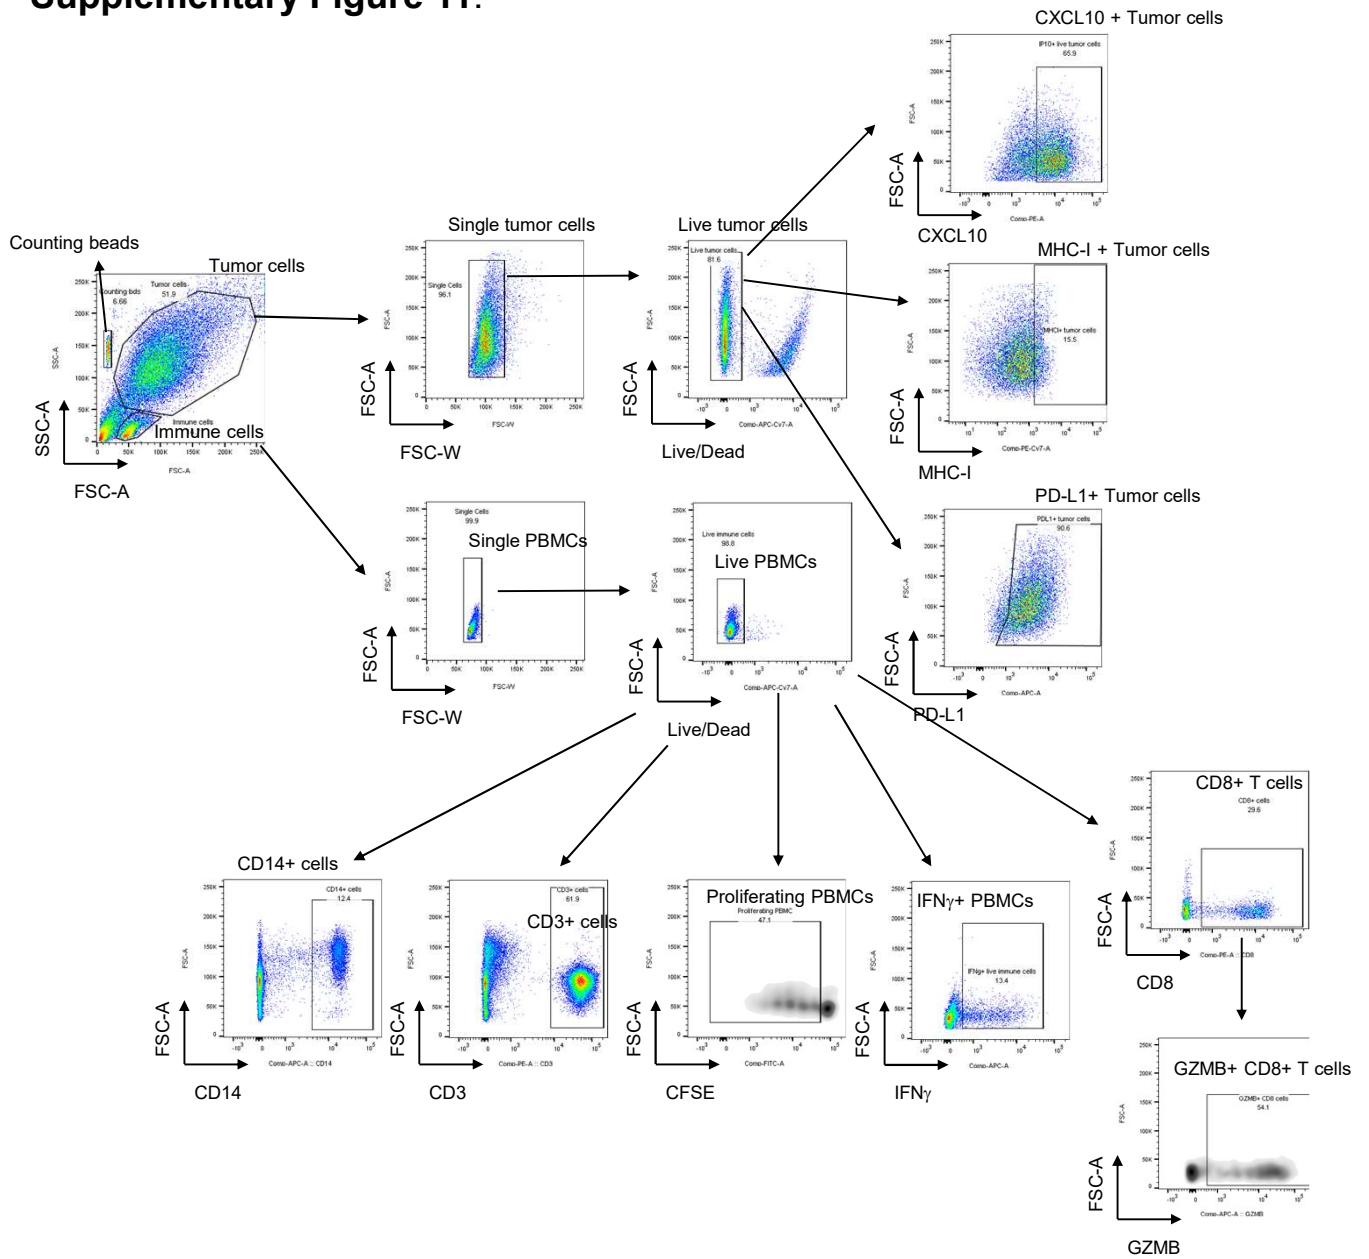 Supplementary Figure 11.
CXCL10 + Tumor cells
IP10+ live tumor cells
65.9
FSC-A
CXCL10
Comp-PE-A
Counting beads
Tumor cells
Counting bds
6.66
Tumor cells
51.9
Immune cells
Immune cells
SSC-A
FSC-A
Single tumor cells
Single Cells
96.1
FSC-A
FSC-W
Live tumor cells
Live tumor cells
81.6
FSC-A
Comp-APC-Cy7-A
Live/Dead
MHC-I + Tumor cells
MHCI+ tumor cells
15.5
FSC-A
Comp-PE-Cy7-A
MHC-I
PD-L1+ Tumor cells
PDL1+ tumor cells
90.6
FSC-A
Comp-APC-A
PD-L1
Single Cells
99.9
Single PBMCs
FSC-A
FSC-W
Live immune cells
98.8
Live PBMCs
FSC-A
Comp-APC-Cy7-A
Live/Dead
CD14+ cells
CD14+ cells
12.4
FSC-A
Comp-APC-A :: CD14
CD14
CD3+ cells
61.9
CD3+ cells
FSC-A
Comp-PE-A :: CD3
CD3
Proliferating PBMCs
Proliferating PBMC
47.1
FSC-A
Comp-FITC-A
CFSE
IFNγ+ PBMCs
IFNg+ live immune cells
13.4
FSC-A
Comp-APC-A
IFNγ
CD8+ T cells
CD8+ cells
29.6
FSC-A
Comp-PE-A :: CD8
CD8
GZMB+ CD8+ T cells
GZMB+ CD8 cells
54.1
FSC-A
Comp-APC-A :: GZMB
GZMB